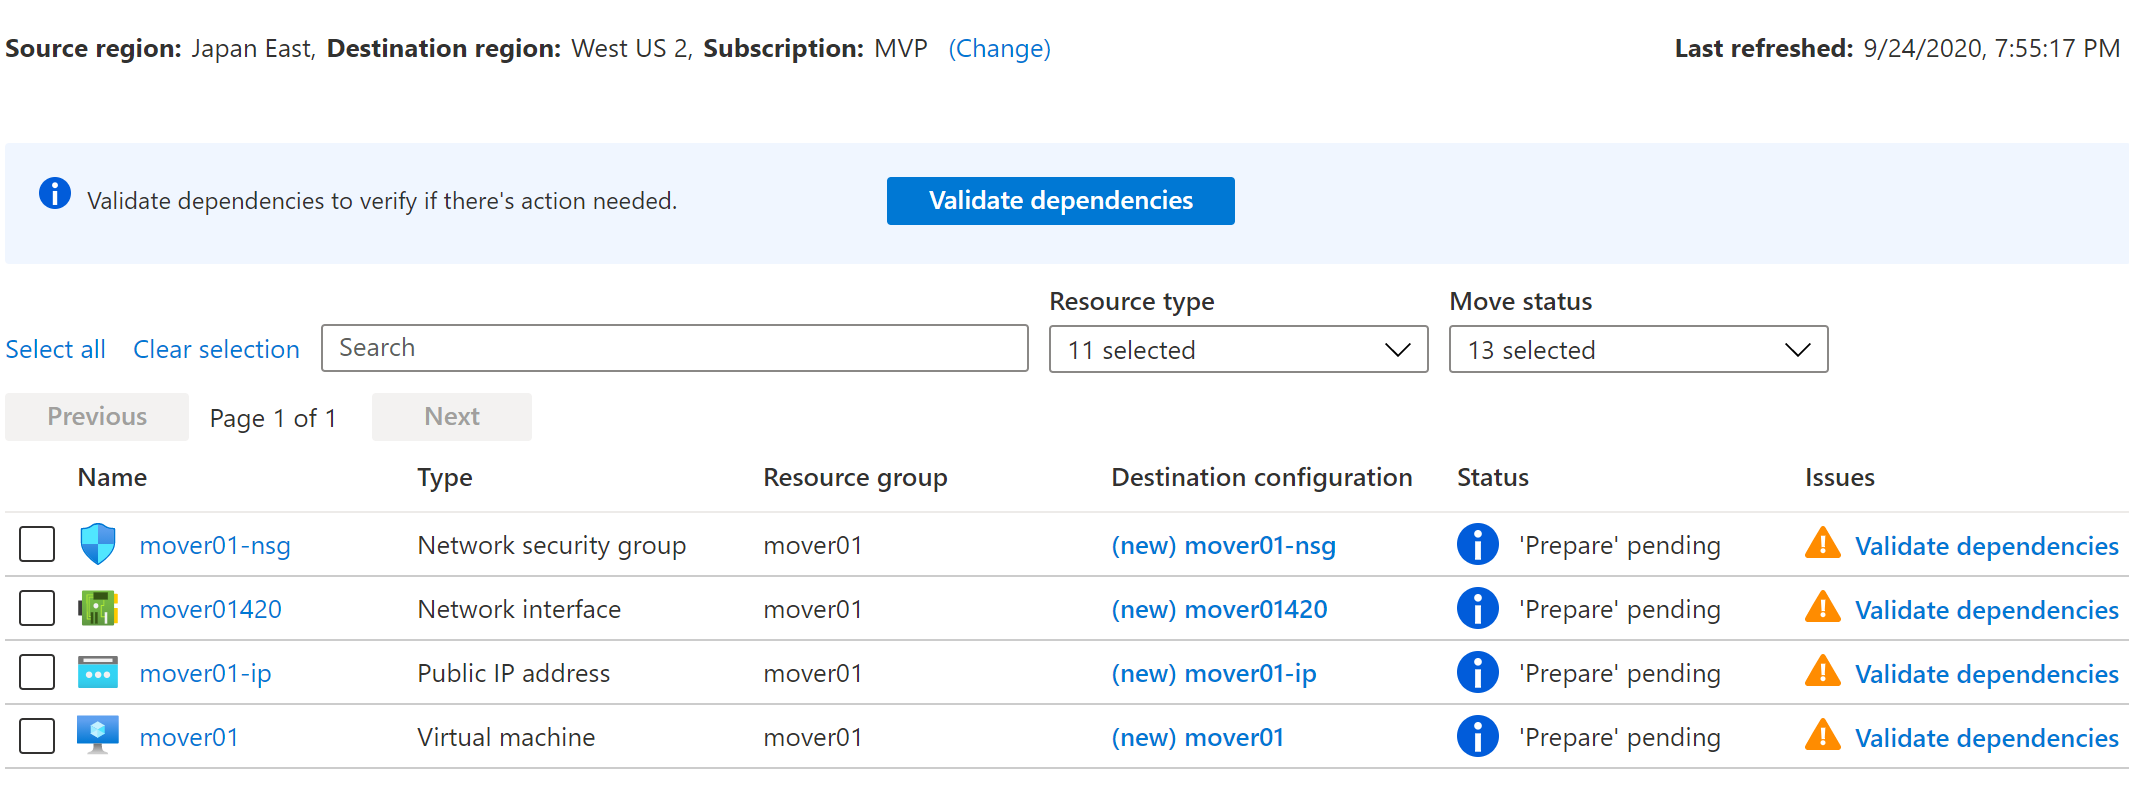 Source region: Japan East, Destination region: West US 2, Subscription: MVP (Change) Last refreshed: 9/24/2020, 7:55:17 PM
Validate dependencies to verify if there's action needed. Validate dependencies
Resource type Move status
Select all Clear selection Search 11 selected 13 selected
Previous Page 1 of 1 Next
Name Type Resource group Destination configuration Status Issues
mover01-nsg Network security group mover01 (new) mover01-nsg 'Prepare' pending Validate dependencies
mover01420 Network interface mover01 (new) mover01420 'Prepare' pending Validate dependencies
mover01-ip Public IP address mover01 (new) mover01-ip 'Prepare' pending Validate dependencies
mover01 Virtual machine mover01 (new) mover01 'Prepare' pending Validate dependencies